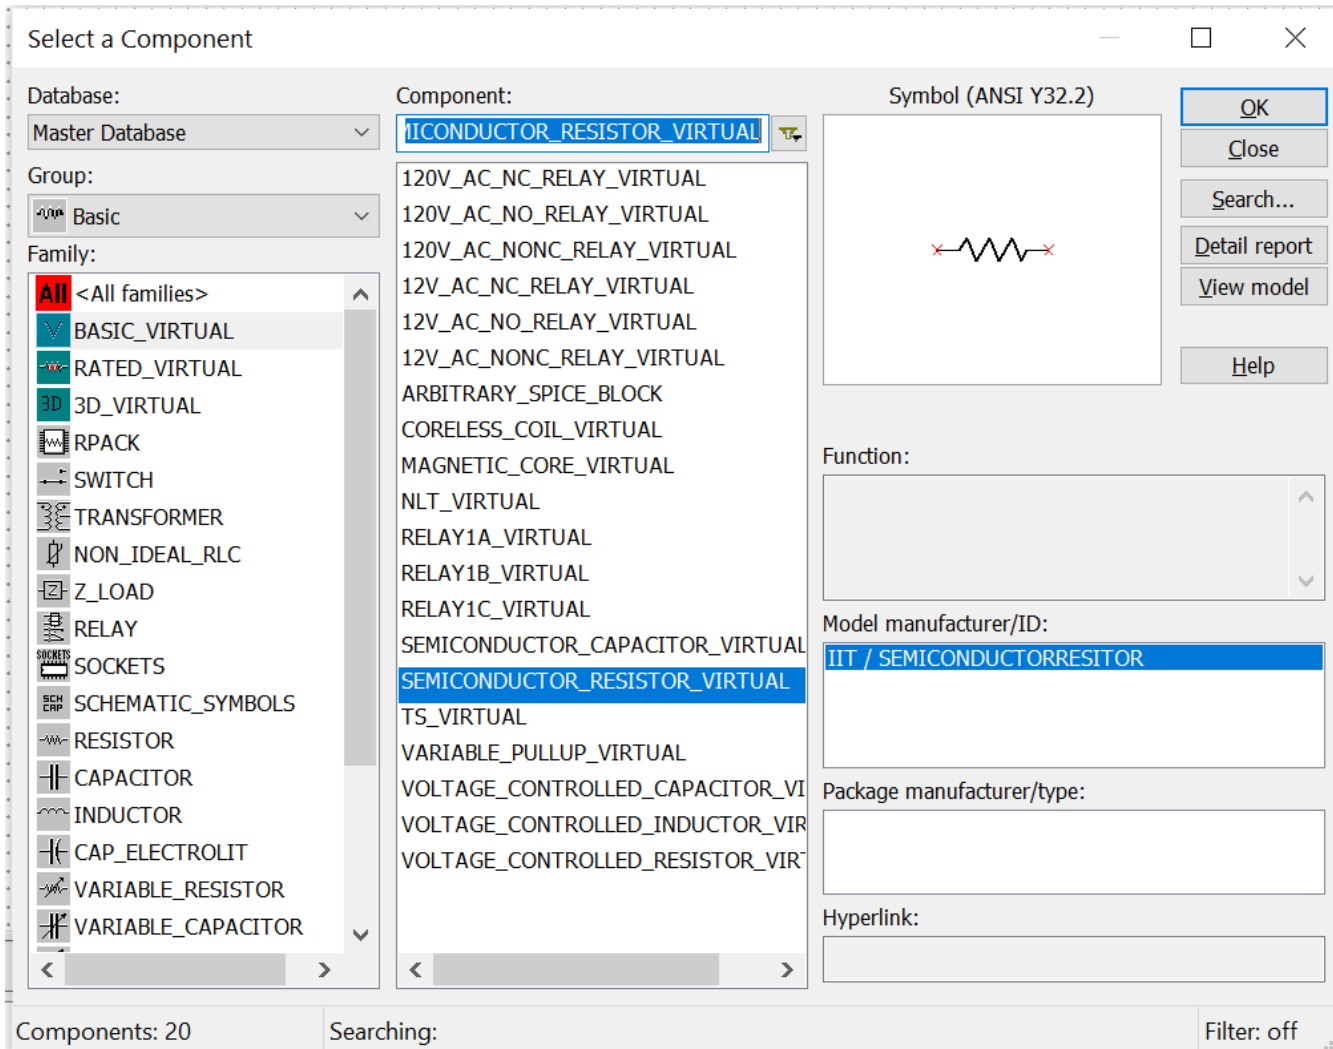 Select a Component
Database:
Master Database
Group:
Basic
Family:
All <All families>
BASIC_VIRTUAL
RATED_VIRTUAL
3D 3D_VIRTUAL
RPACK
SWITCH
TRANSFORMER
NON_IDEAL_RLC
Z Z_LOAD
RELAY
SOCKETS SOCKETS
SCH CAP SCHEMATIC_SYMBOLS
RESISTOR
CAPACITOR
INDUCTOR
CAP_ELECTROLIT
VARIABLE_RESISTOR
VARIABLE_CAPACITOR
Component:
MICONDUCTOR_RESISTOR_VIRTUAL
120V_AC_NC_RELAY_VIRTUAL
120V_AC_NO_RELAY_VIRTUAL
120V_AC_NONC_RELAY_VIRTUAL
12V_AC_NC_RELAY_VIRTUAL
12V_AC_NO_RELAY_VIRTUAL
12V_AC_NONC_RELAY_VIRTUAL
ARBITRARY_SPICE_BLOCK
CORELESS_COIL_VIRTUAL
MAGNETIC_CORE_VIRTUAL
NLT_VIRTUAL
RELAY1A_VIRTUAL
RELAY1B_VIRTUAL
RELAY1C_VIRTUAL
SEMICONDUCTOR_CAPACITOR_VIRTUAL
SEMICONDUCTOR_RESISTOR_VIRTUAL
TS_VIRTUAL
VARIABLE_PULLUP_VIRTUAL
VOLTAGE_CONTROLLED_CAPACITOR_VI
VOLTAGE_CONTROLLED_INDUCTOR_VIR
VOLTAGE_CONTROLLED_RESISTOR_VIRT
Symbol (ANSI Y32.2)
OK
Close
Search...
Detail report
View model
Help
Function:
Model manufacturer/ID:
IIT / SEMICONDUCTORRESITOR
Package manufacturer/type:
Hyperlink:
Components: 20
Searching:
Filter: off